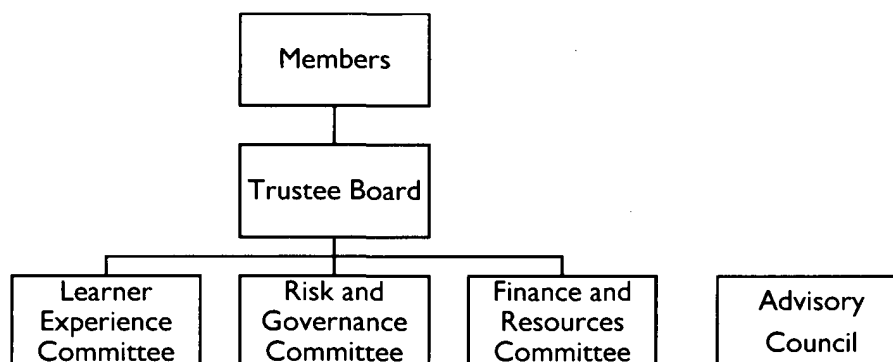 Members
Trustee Board
Learner
Experience
Committee
Risk and
Governance
Committee
Finance and
Resources
Committee
Advisory
Council